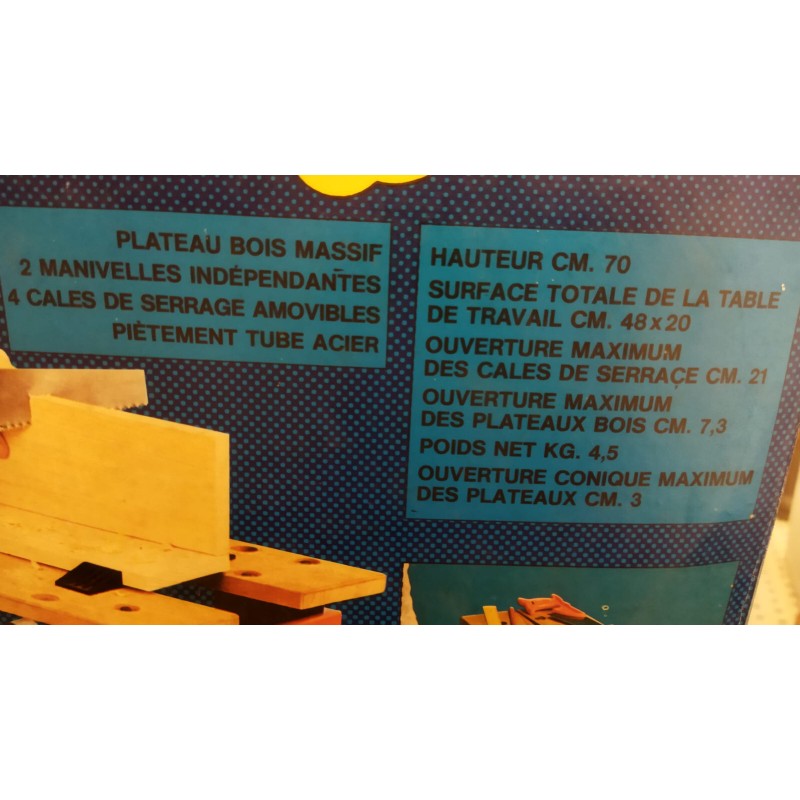 PLATEAU BOIS MASSIF
2 MANIVELLES INDÉPENDANTES
4 CALES DE SERRAGE AMOVIBLES
PIÈTEMENT TUBE ACIER
HAUTEUR CM. 70
SURFACE TOTALE DE LA TABLE
DE TRAVAIL CM. 48x20
OUVERTURE MAXIMUM
DES CALES DE SERRAÇE CM. 21
OUVERTURE MAXIMUM
DES PLATEAUX BOIS CM. 7,3
POIDS NET KG. 4,5
OUVERTURE CONIQUE MAXIMUM
DES PLATEAUX CM. 3